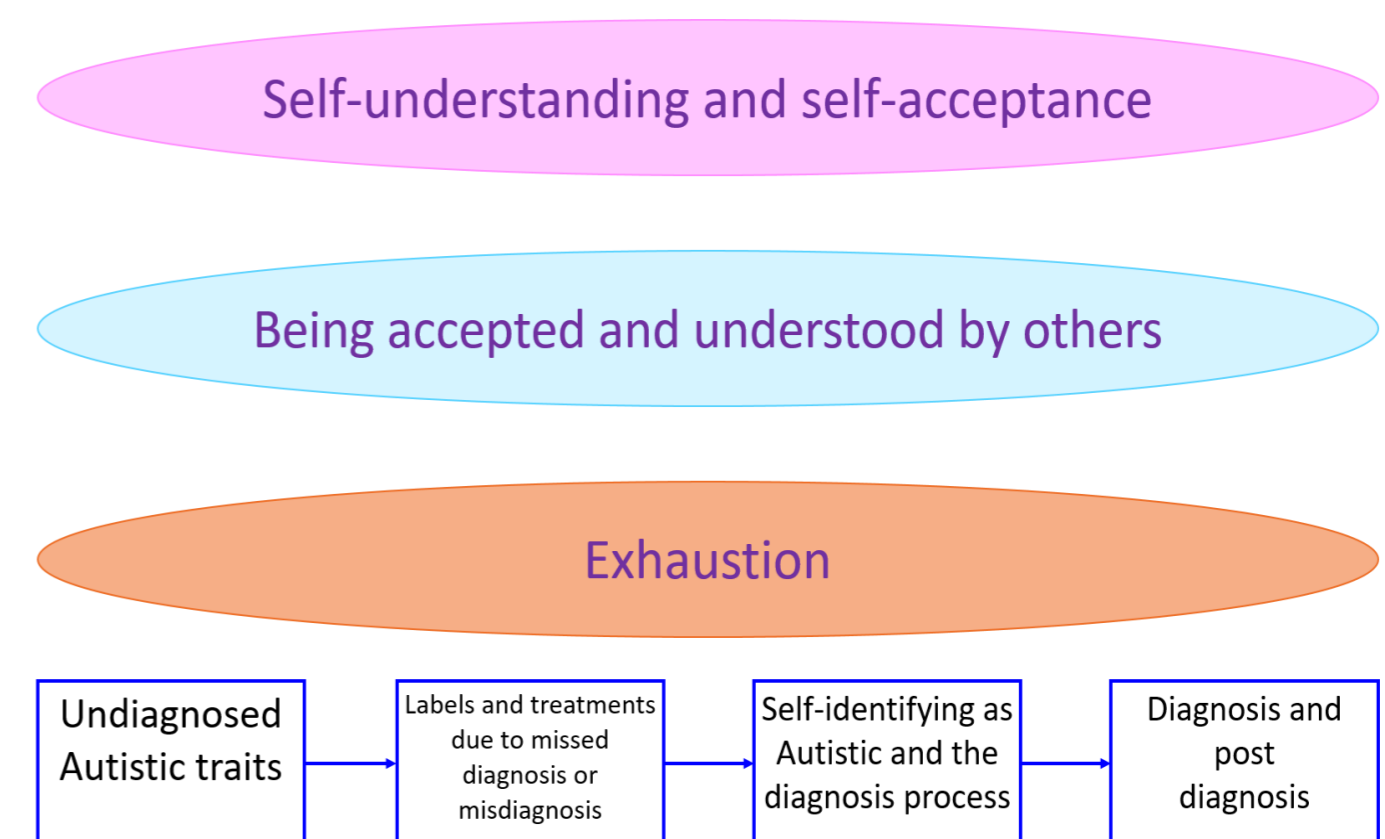 Self-understanding and self-acceptance
Being accepted and understood by others
Exhaustion
Undiagnosed
Autistic traits
Labels and treatments
due to missed
diagnosis or
misdiagnosis
Self-identifying as
Autistic and the
diagnosis process
Diagnosis and
post
diagnosis